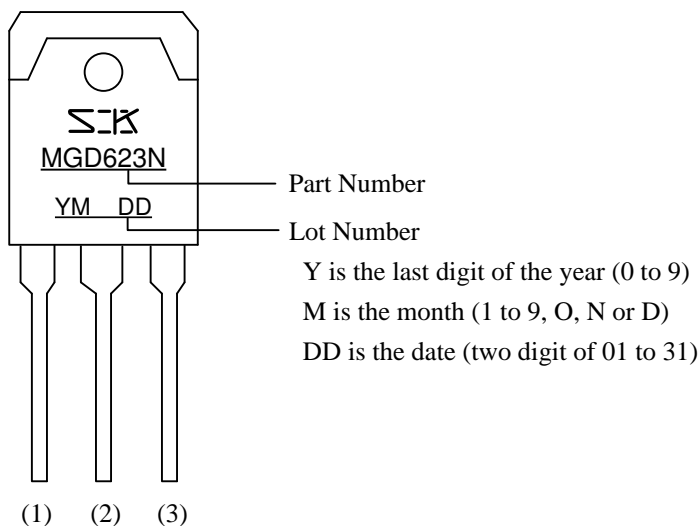 SK
MGD623N
YM DD
Part Number
Lot Number
Y is the last digit of the year (0 to 9)
M is the month (1 to 9, O, N or D)
DD is the date (two digit of 01 to 31)
(1) (2) (3)